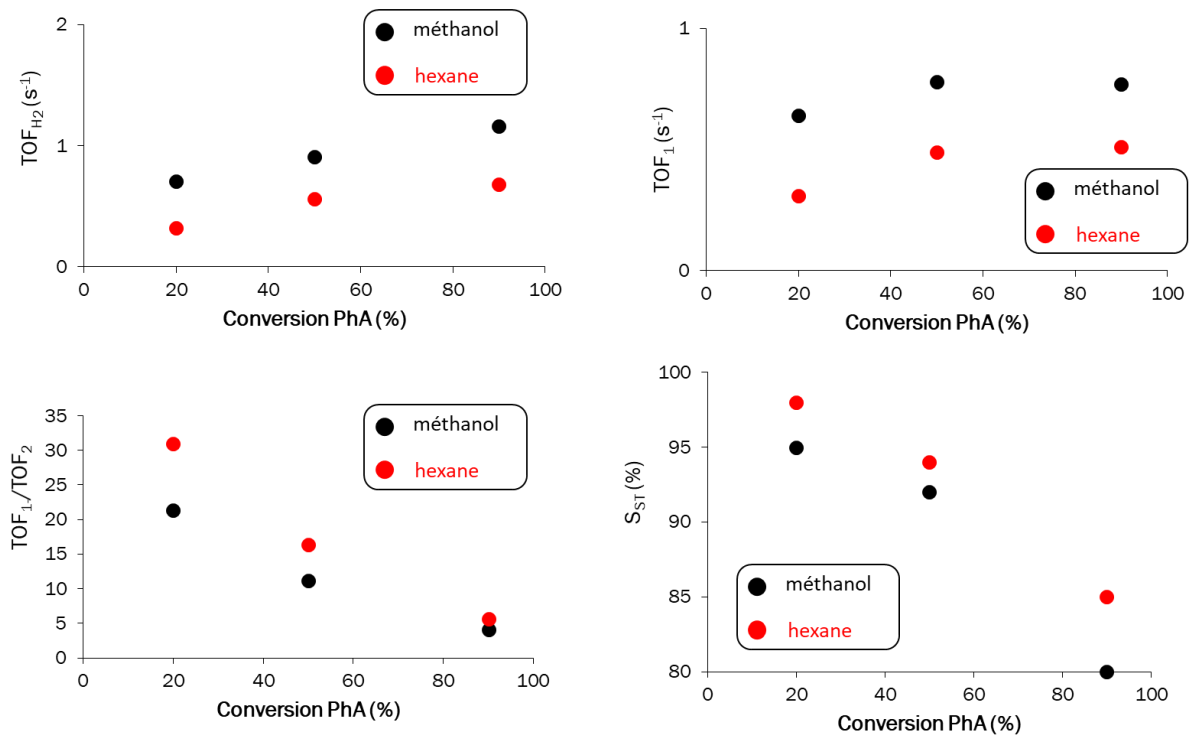 2
1
0
TOF_H2 (s⁻¹)
méthanol
hexane
0 20 40 60 80 100
Conversion PhA (%)
1
0
TOF₁ (s⁻¹)
méthanol
hexane
0 20 40 60 80 100
Conversion PhA (%)
35
30
25
20
15
10
5
0
TOF₁./TOF₂
méthanol
hexane
0 20 40 60 80 100
Conversion PhA (%)
100
95
90
85
80
S_ST (%)
méthanol
hexane
0 20 40 60 80 100
Conversion PhA (%)